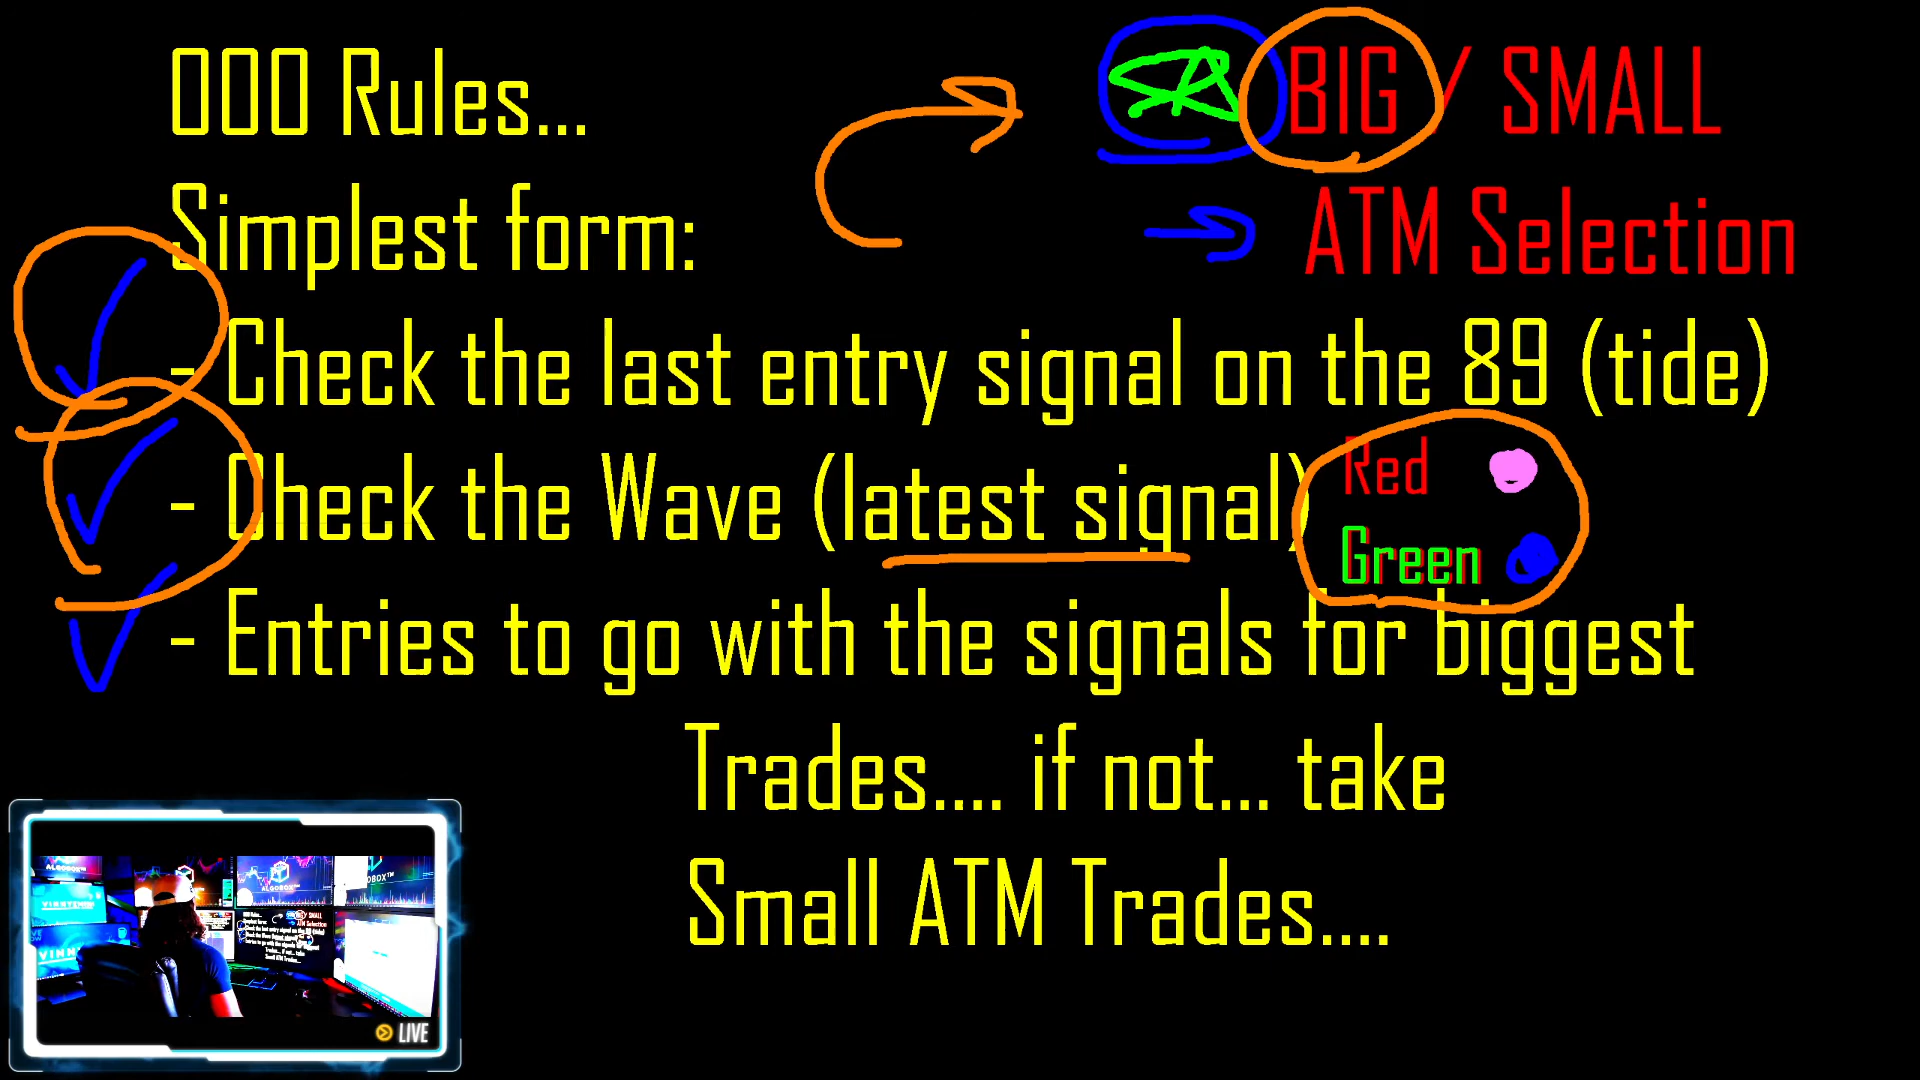 000 Rules...
BIG / SMALL
Simplest form:
ATM Selection
- Check the last entry signal on the 89 (tide)
- Check the Wave (latest signal)
Red
Green
- Entries to go with the signals for biggest
Trades.... if not... take
Small ATM Trades....
ALGOBOX
LIVE